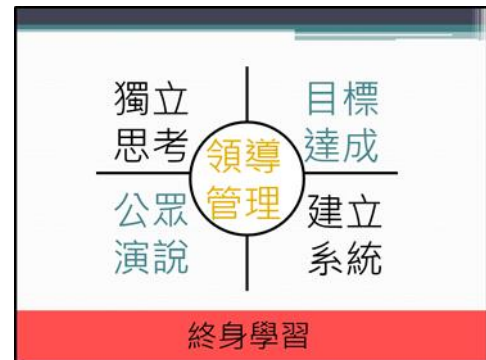 獨立
思考
目標
達成
領導
管理
公眾
演說
建立
系統
終身學習